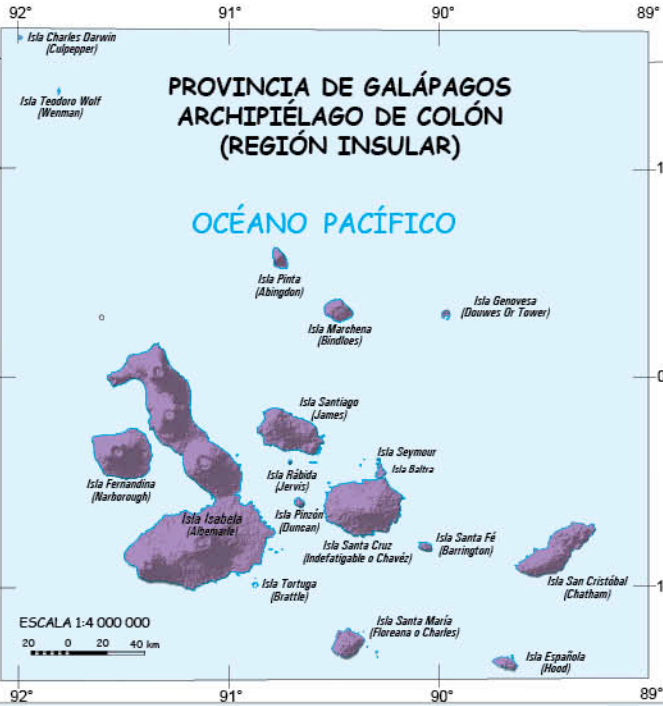 92°
91°
90°
89°
Isla Charles Darwin
(Culpepper)
PROVINCIA DE GALÁPAGOS
ARCHIPIÉLAGO DE COLÓN
(REGIÓN INSULAR)
Isla Teodoro Wolf
(Wenman)
1
OCÉANO PACÍFICO
Isla Pinta
(Abingdon)
Isla Genovesa
(Douwes Or Tower)
Isla Marchena
(Bindloes)
0
Isla Santiago
(James)
Isla Seymour
Isla Baltra
Isla Rábida
(Jervis)
Isla Fernandina
(Narborough)
Isla Pinzón
(Duncan)
Isla Isabela
(Albemarle)
Isla Santa Cruz
(Indefatigable o Chavéz)
Isla Santa Fé
(Barrington)
Isla San Cristóbal
(Chatham)
1
Isla Tortuga
(Brattle)
ESCALA 1:4 000 000
20 0 20 40 km
Isla Santa María
(Floreana o Charles)
Isla Española
(Hood)
92°
91°
90°
89°